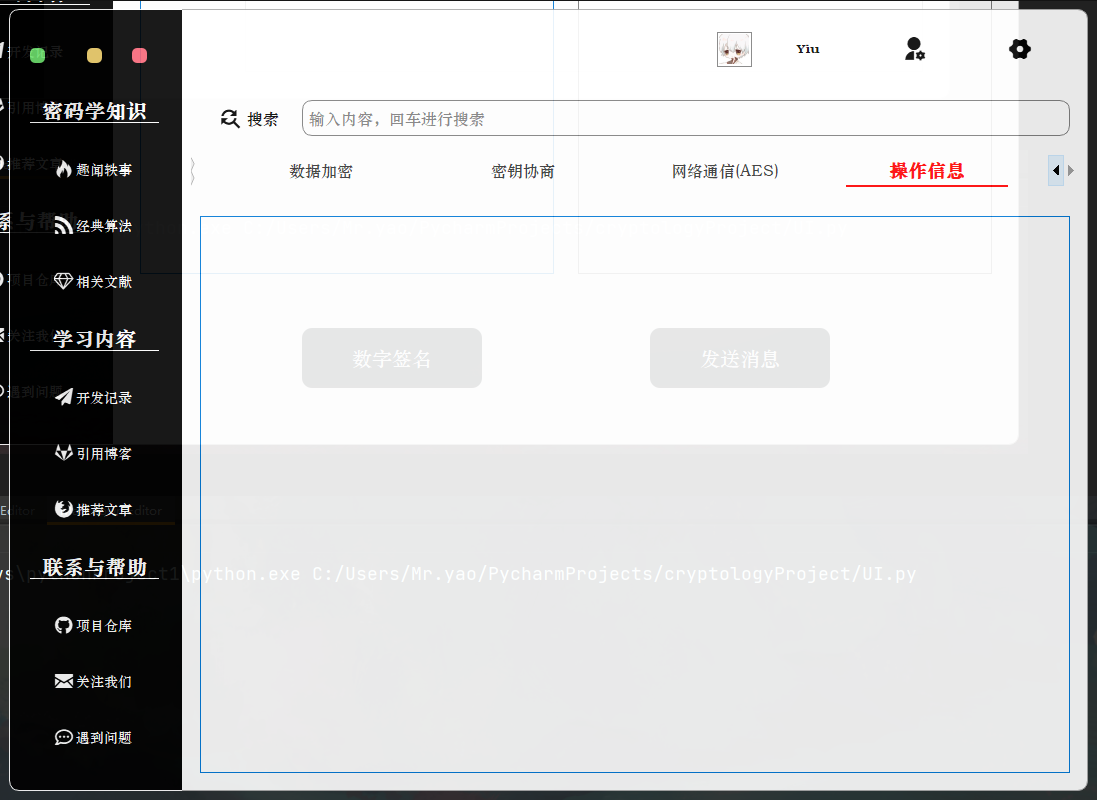 Yiu
密码学知识
搜索
输入内容，回车进行搜索
趣闻轶事
数据加密
密钥协商
网络通信(AES)
操作信息
经典算法
相关文献
学习内容
数字签名
发送消息
开发记录
引用博客
推荐文章
联系与帮助
\python.exe C:/Users/Mr.yao/PycharmProjects/cryptologyProject/UI.py
项目仓库
关注我们
遇到问题